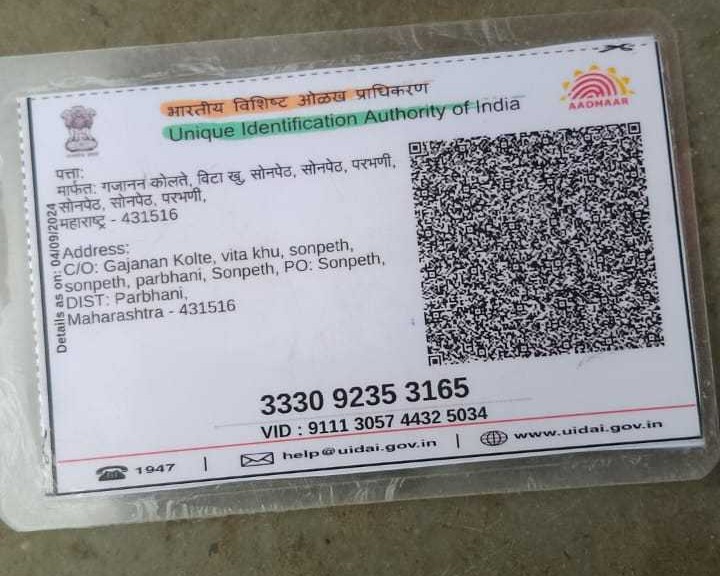 भारतीय विशिष्ट ओळख प्राधिकरण
Unique Identification Authority of India
AADHAAR
पत्ता:
मार्फत: गजानन कोलते, विटा खु, सोनपेठ, सोनपेठ, परभणी,
सोनपेठ, सोनपेठ, परभणी,
महाराष्ट्र - 431516
Address:
C/O: Gajanan Kolte, vita khu, sonpeth,
sonpeth, parbhani, Sonpeth, PO: Sonpeth,
DIST: Parbhani,
Maharashtra - 431516
Details as on: 04/09/2024
3330 9235 3165
VID : 9111 3057 4432 5034
1947 | help@uidai.gov.in | www.uidai.gov.in